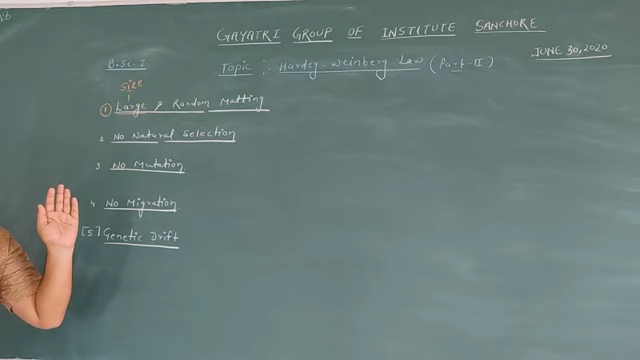 GAYATRI GROUP OF INSTITUTE SANCHORE
JUNE 30, 2020
B.Sc. I
Topic :- Hardey-Weinberg Law (Part-II)
Size
① Large & Random Matting
2 No Natural Selection
3 No Mutation
4 No Migration
[5] Genetic Drift